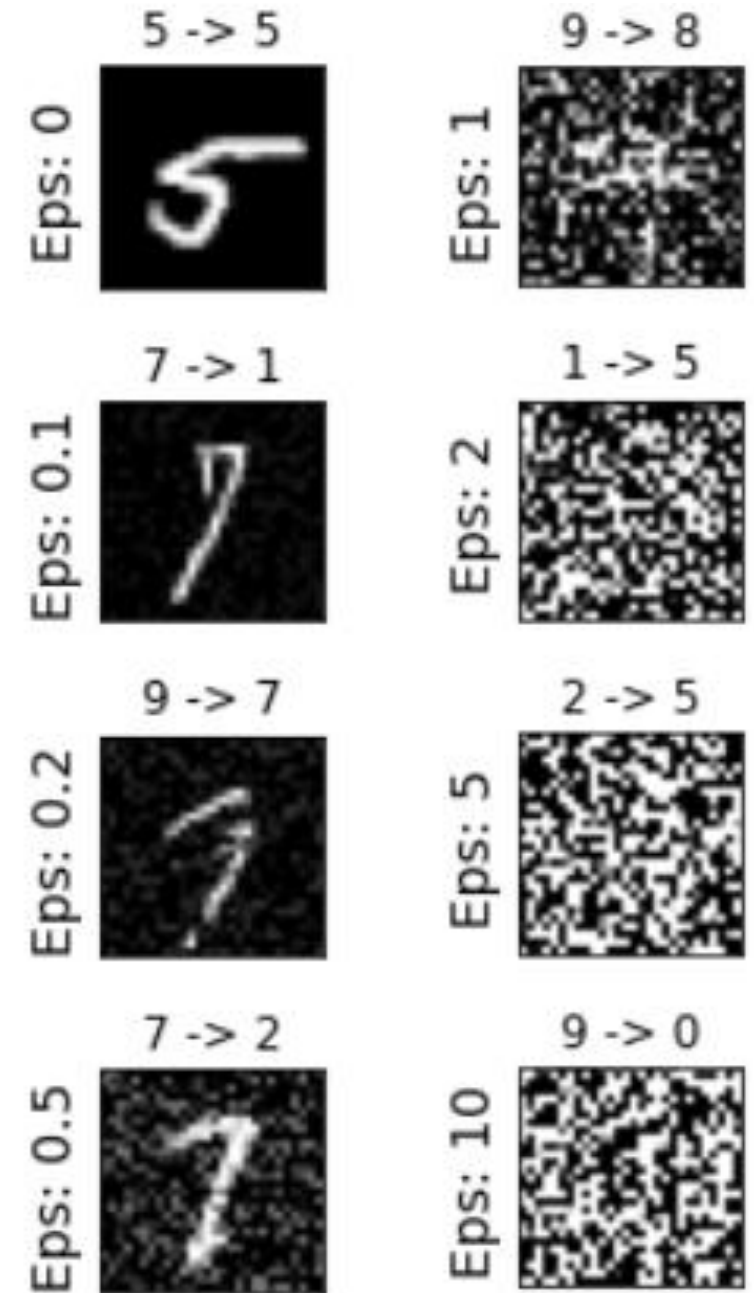 5 -> 5
Eps: 0
7 -> 1
Eps: 0.1
9 -> 7
Eps: 0.2
7 -> 2
Eps: 0.5
9 -> 8
Eps: 1
1 -> 5
Eps: 2
2 -> 5
Eps: 5
9 -> 0
Eps: 10